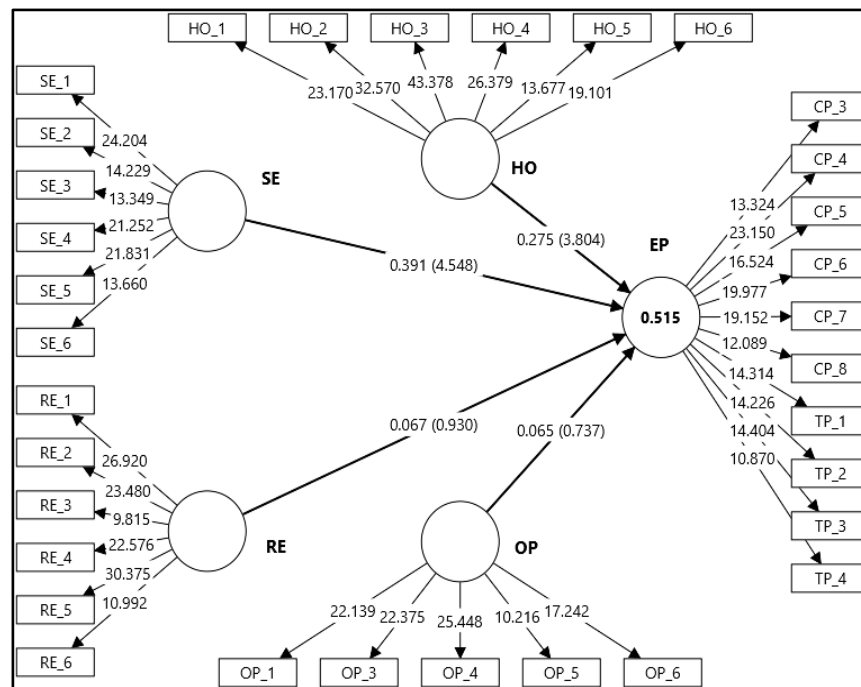 HO_1
HO_2
HO_3
HO_4
HO_5
HO_6
23.170
32.570
43.378
26.379
13.677
19.101
HO
SE_1
SE_2
SE_3
SE_4
SE_5
SE_6
24.204
14.229
13.349
21.252
21.831
13.660
SE
0.275 (3.804)
0.391 (4.548)
EP
0.515
CP_3
CP_4
CP_5
CP_6
CP_7
CP_8
TP_1
TP_2
TP_3
TP_4
13.324
23.150
16.524
19.977
19.152
12.089
14.314
14.226
14.404
10.870
RE_1
RE_2
RE_3
RE_4
RE_5
RE_6
26.920
23.480
9.815
22.576
30.375
10.992
RE
0.067 (0.930)
0.065 (0.737)
OP
22.139
22.375
25.448
10.216
17.242
OP_1
OP_3
OP_4
OP_5
OP_6